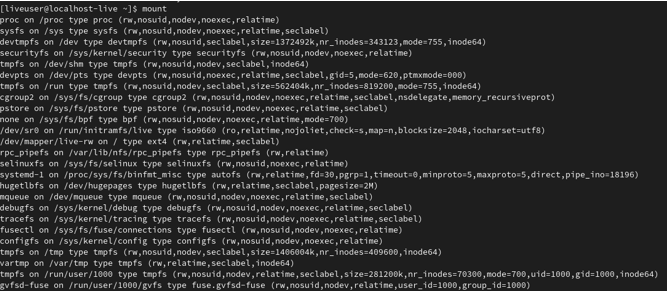 [liveuser@localhost-live ~]$ mount
proc on /proc type proc (rw,nosuid,nodev,noexec,relatime)
sysfs on /sys type sysfs (rw,nosuid,nodev,noexec,relatime,seclabel)
devtmpfs on /dev type devtmpfs (rw,nosuid,seclabel,size=1372492k,nr_inodes=343123,mode=755,inode64)
securityfs on /sys/kernel/security type securityfs (rw,nosuid,nodev,noexec,relatime)
tmpfs on /dev/shm type tmpfs (rw,nosuid,nodev,seclabel,inode64)
devpts on /dev/pts type devpts (rw,nosuid,noexec,relatime,seclabel,gid=5,mode=620,ptmxmode=000)
tmpfs on /run type tmpfs (rw,nosuid,nodev,seclabel,size=562404k,nr_inodes=819200,mode=755,inode64)
cgroup2 on /sys/fs/cgroup type cgroup2 (rw,nosuid,nodev,noexec,relatime,seclabel,nsdelegate,memory_recursiveprot)
pstore on /sys/fs/pstore type pstore (rw,nosuid,nodev,noexec,relatime,seclabel)
none on /sys/fs/bpf type bpf (rw,nosuid,nodev,noexec,relatime,mode=700)
/dev/sr0 on /run/initramfs/live type iso9660 (ro,relatime,nojoliet,check=s,map=n,blocksize=2048,iocharset=utf8)
/dev/mapper/live-rw on / type ext4 (rw,relatime,seclabel)
rpc_pipefs on /var/lib/nfs/rpc_pipefs type rpc_pipefs (rw,relatime)
selinuxfs on /sys/fs/selinux type selinuxfs (rw,nosuid,noexec,relatime)
systemd-1 on /proc/sys/fs/binfmt_misc type autofs (rw,relatime,fd=30,pgrp=1,timeout=0,minproto=5,maxproto=5,direct,pipe_ino=18196)
hugetlbfs on /dev/hugepages type hugetlbfs (rw,relatime,seclabel,pagesize=2M)
mqueue on /dev/mqueue type mqueue (rw,nosuid,nodev,noexec,relatime,seclabel)
debugfs on /sys/kernel/debug type debugfs (rw,nosuid,nodev,noexec,relatime,seclabel)
tracefs on /sys/kernel/tracing type tracefs (rw,nosuid,nodev,noexec,relatime,seclabel)
fusectl on /sys/fs/fuse/connections type fusectl (rw,nosuid,nodev,noexec,relatime)
configfs on /sys/kernel/config type configfs (rw,nosuid,nodev,noexec,relatime)
tmpfs on /tmp type tmpfs (rw,nosuid,nodev,seclabel,size=1406004k,nr_inodes=409600,inode64)
vartmp on /var/tmp type tmpfs (rw,relatime,seclabel,inode64)
tmpfs on /run/user/1000 type tmpfs (rw,nosuid,nodev,relatime,seclabel,size=281200k,nr_inodes=70300,mode=700,uid=1000,gid=1000,inode64)
gvfsd-fuse on /run/user/1000/gvfs type fuse.gvfsd-fuse (rw,nosuid,nodev,relatime,user_id=1000,group_id=1000)